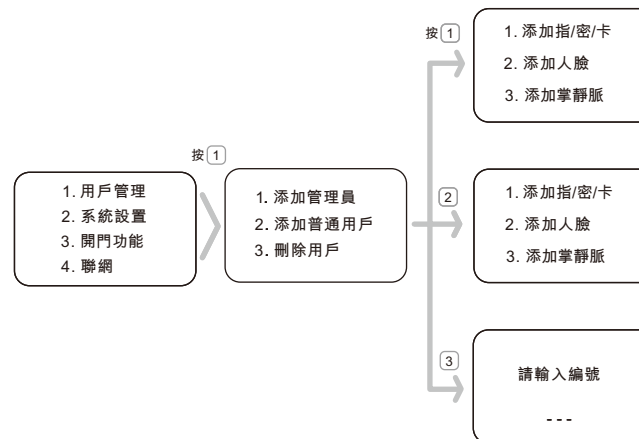 1. 用戶管理
2. 系統設置
3. 開門功能
4. 聯網
按 1
1. 添加管理員
2. 添加普通用戶
3. 刪除用戶
按 1
1. 添加指/密/卡
2. 添加人臉
3. 添加掌靜脈
2
1. 添加指/密/卡
2. 添加人臉
3. 添加掌靜脈
3
請輸入編號
- - -